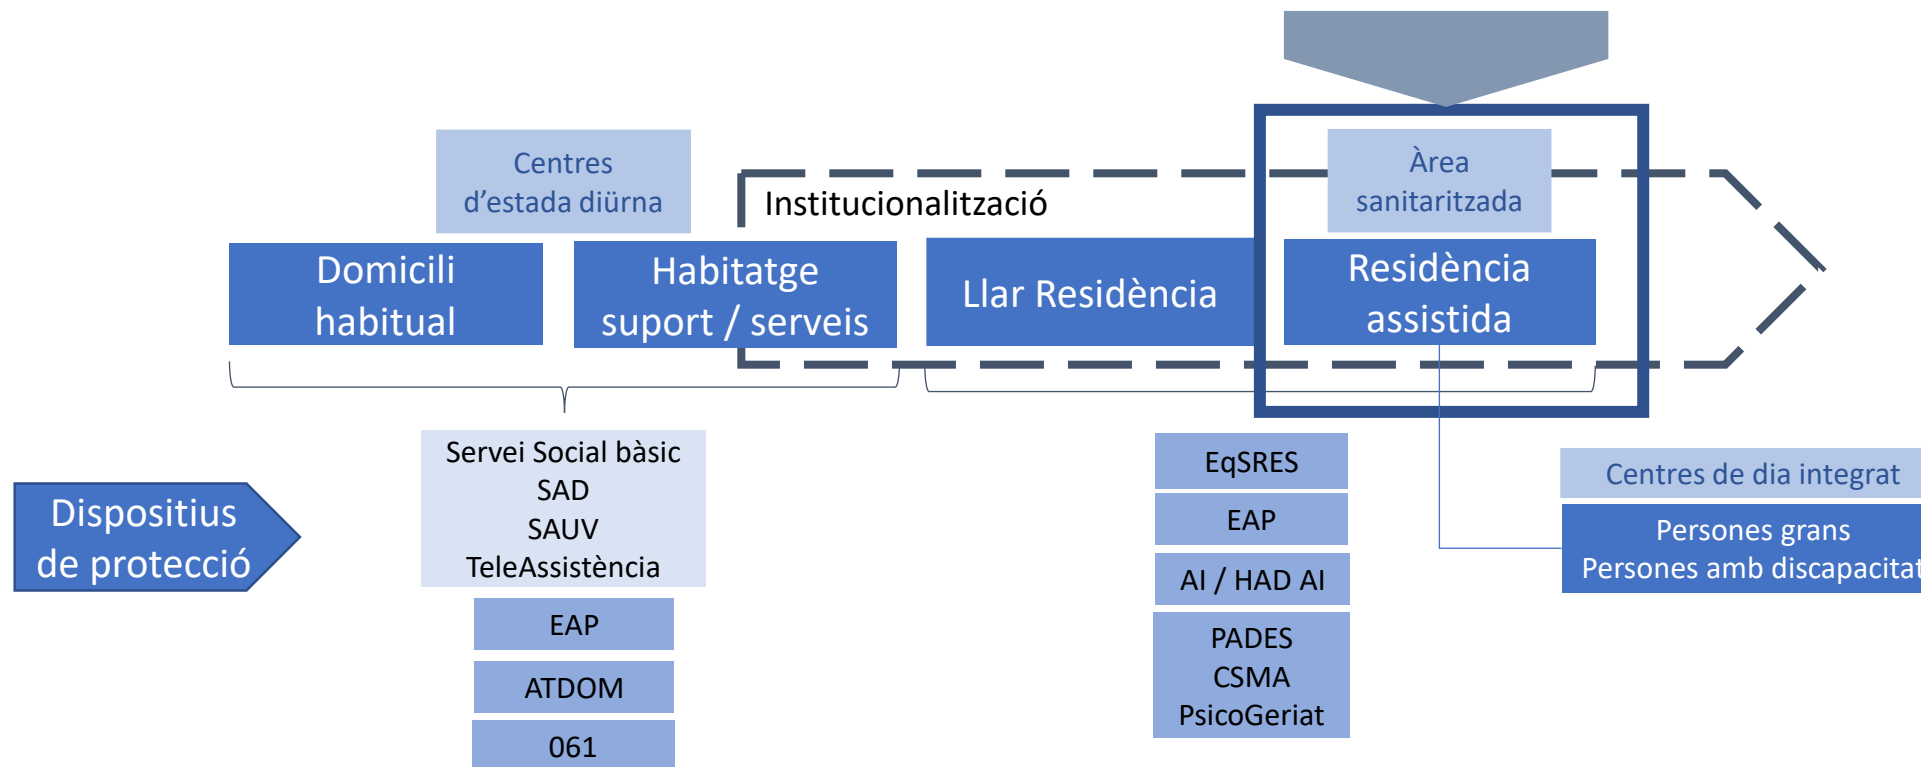 Centres
d'estada diürna
Àrea
sanitaritzada
Institucionalització
Domicili
habitual
Habitatge
suport / serveis
Llar Residència
Residència
assistida
Dispositius
de protecció
Servei Social bàsic
SAD
SAUV
TeleAssistència
EAP
ATDOM
061
EqSRES
EAP
AI / HAD AI
PADES
CSMA
PsicoGeriat
Centres de dia integrat
Persones grans
Persones amb discapacitat